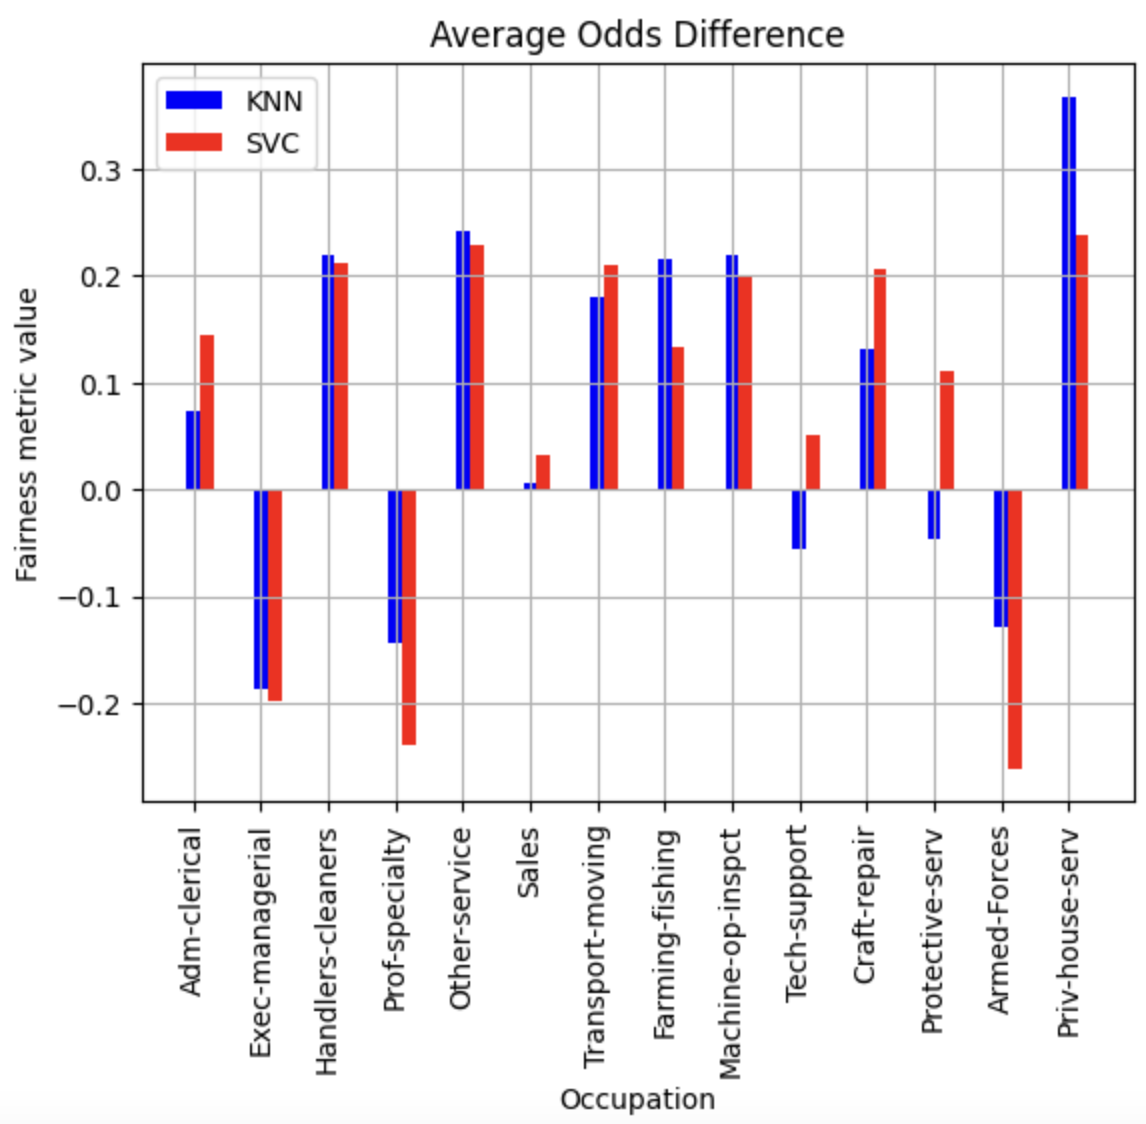 Average Odds Difference
KNN
SVC
0.3
0.2
0.1
0.0
−0.1
−0.2
Fairness metric value
Adm-clerical
Exec-managerial
Handlers-cleaners
Prof-specialty
Other-service
Sales
Transport-moving
Farming-fishing
Machine-op-inspct
Tech-support
Craft-repair
Protective-serv
Armed-Forces
Priv-house-serv
Occupation